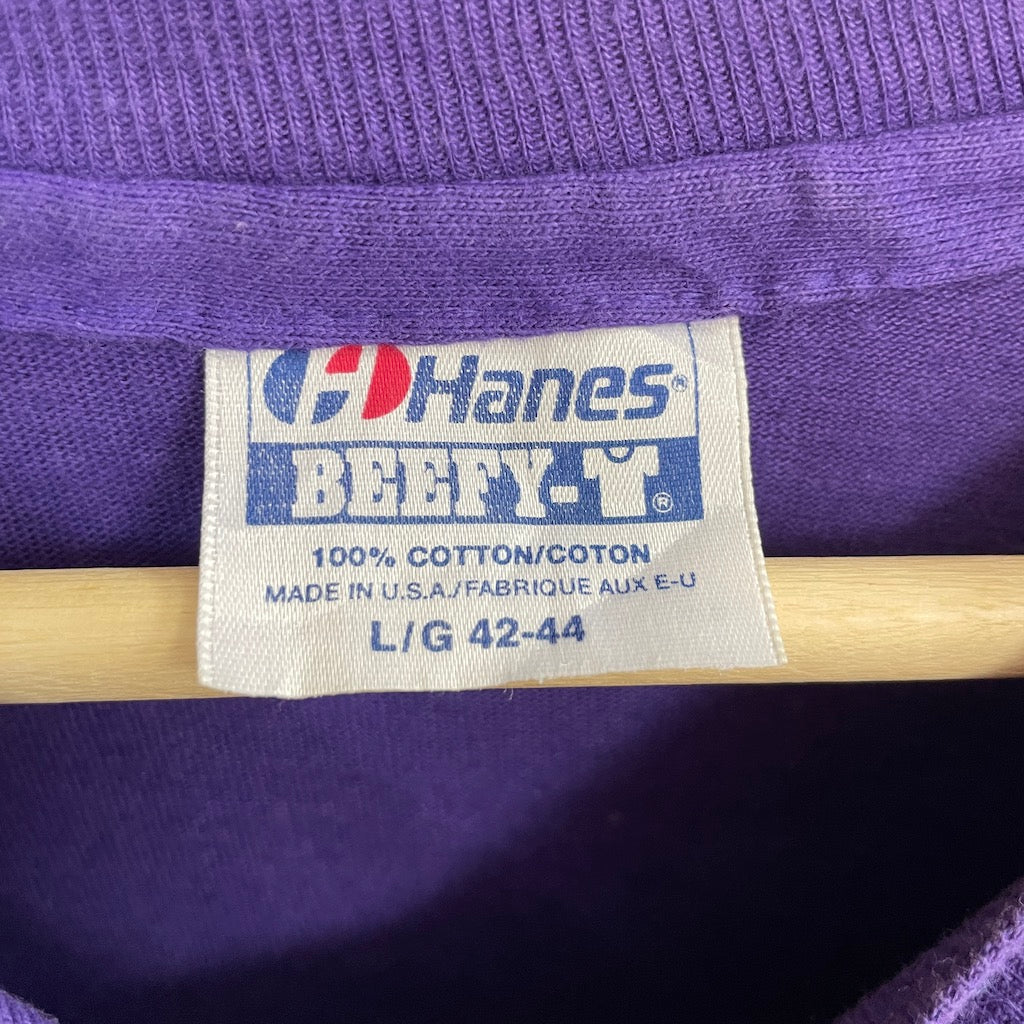 Hanes®
BEEFY-T®
100% COTTON/COTON
MADE IN U.S.A./FABRIQUE AUX E-U
L/G 42-44